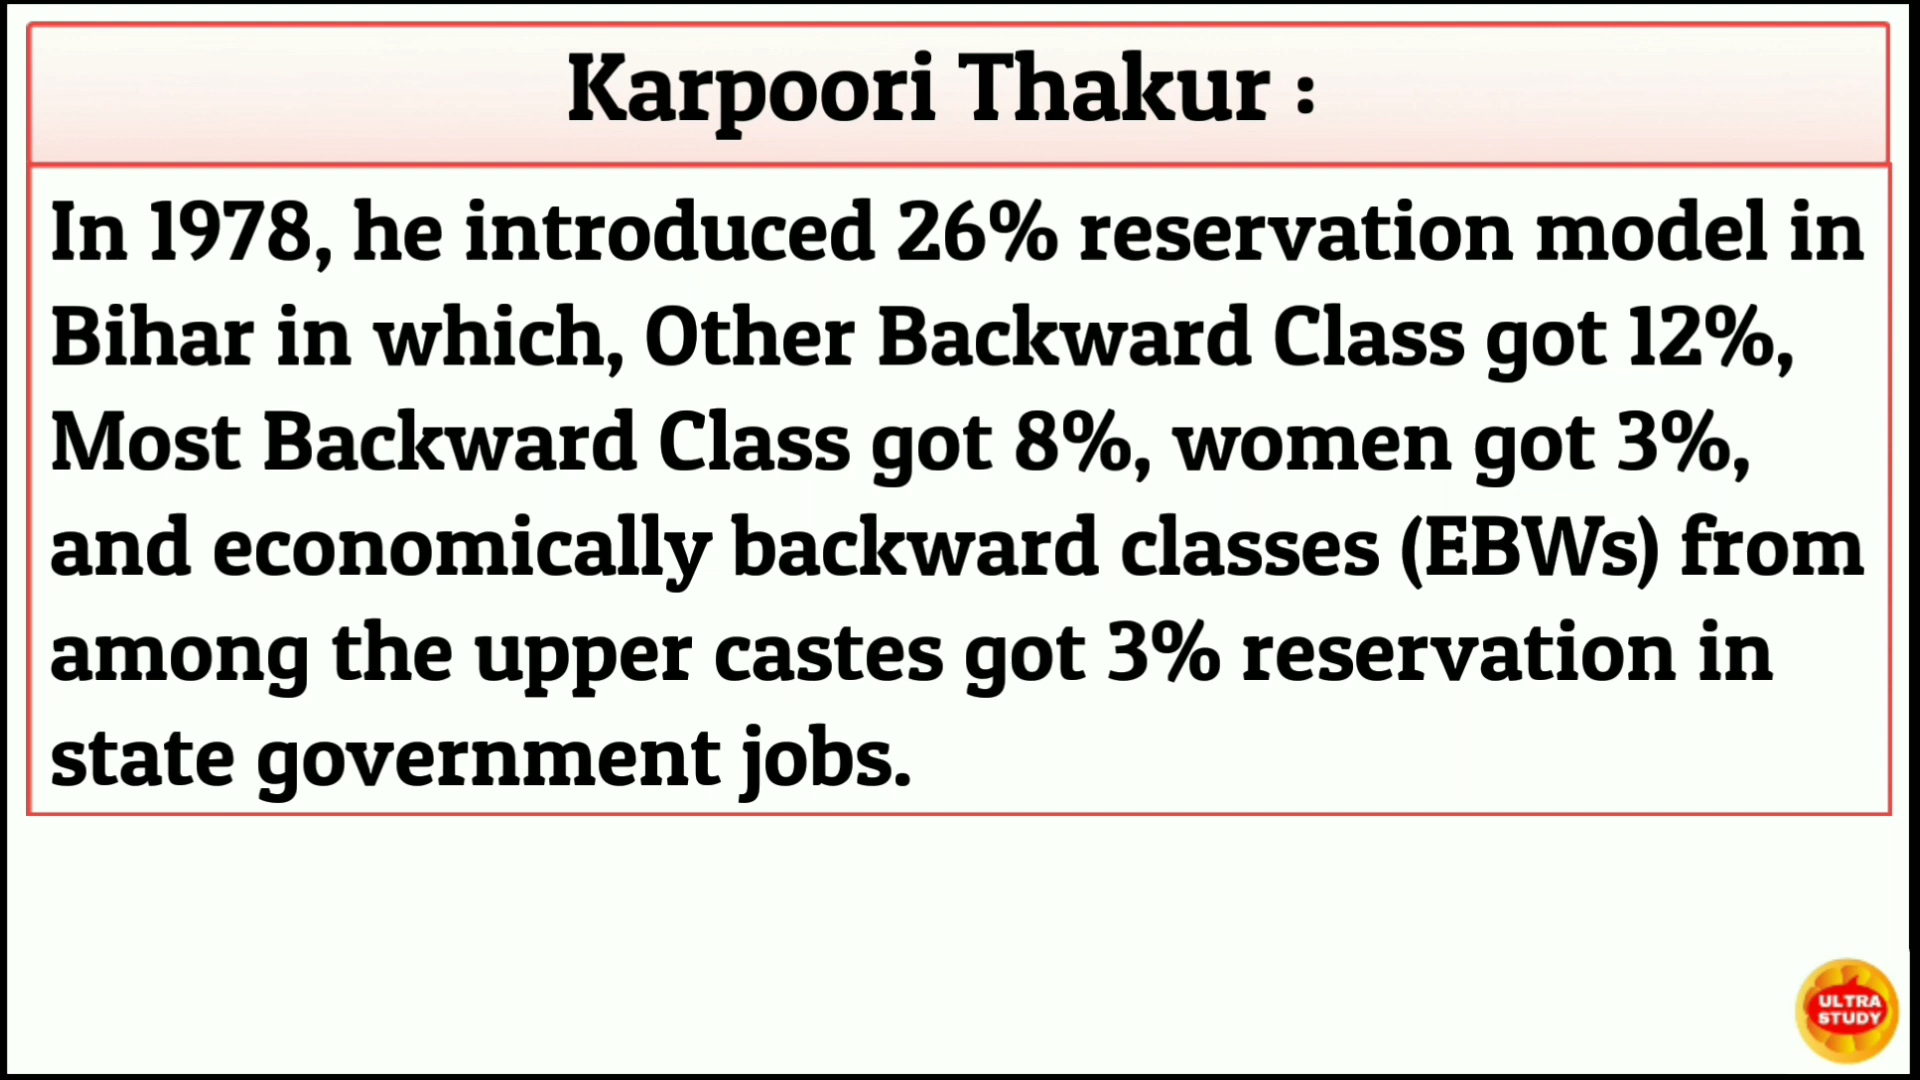 Karpoori Thakur :
In 1978, he introduced 26% reservation model in
Bihar in which, Other Backward Class got 12%,
Most Backward Class got 8%, women got 3%,
and economically backward classes (EBWs) from
among the upper castes got 3% reservation in
state government jobs.
ULTRA
STUDY